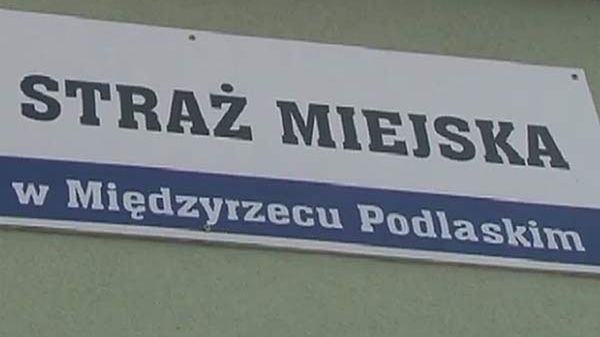 STRAŻ MIEJSKA
w Międzyrzecu Podlaskim